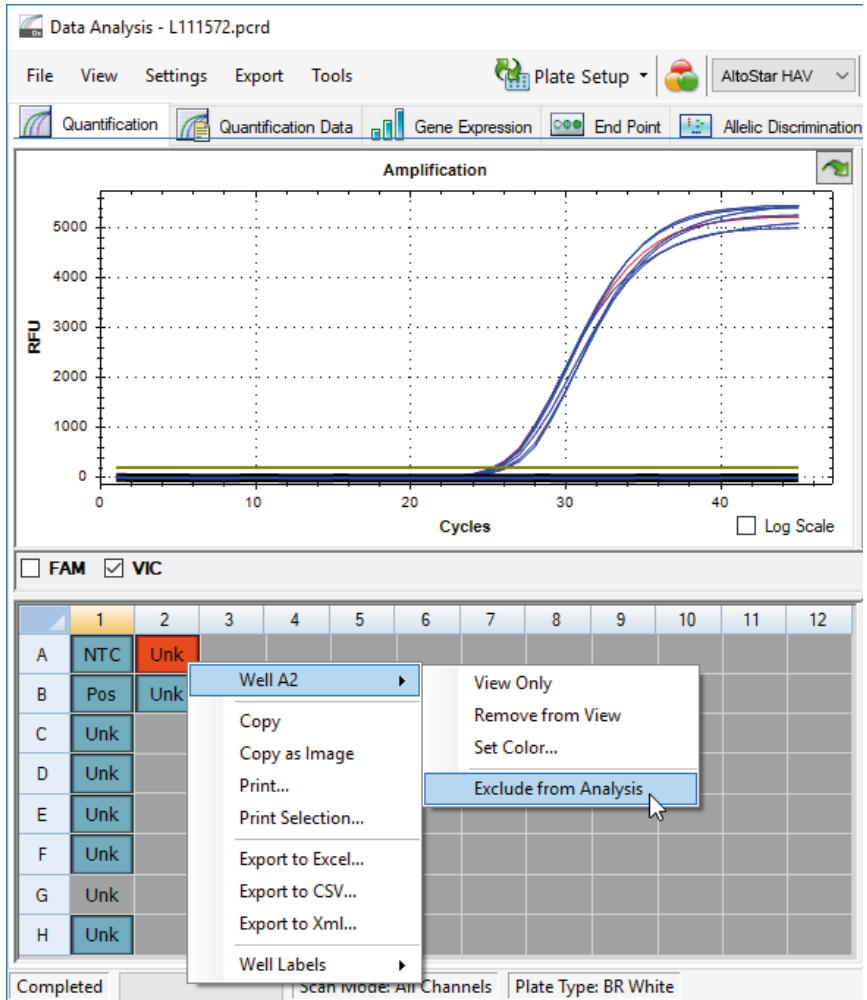 Data Analysis - L111572.pcrd
File View Settings Export Tools Plate Setup AltoStar HAV
Quantification Quantification Data Gene Expression End Point Allelic Discrimination
Amplification
5000
4000
3000
2000
1000
0
RFU
0 10 20 30 40
Cycles
Log Scale
FAM VIC
1 2 3 4 5 6 7 8 9 10 11 12
A NTC Unk
B Pos Unk
C Unk
D Unk
E Unk
F Unk
G Unk
H Unk
Well A2
Copy
Copy as Image
Print...
Print Selection...
Export to Excel...
Export to CSV...
Export to Xml...
Well Labels
View Only
Remove from View
Set Color...
Exclude from Analysis
Completed Scan Mode: All Channels Plate Type: BR White